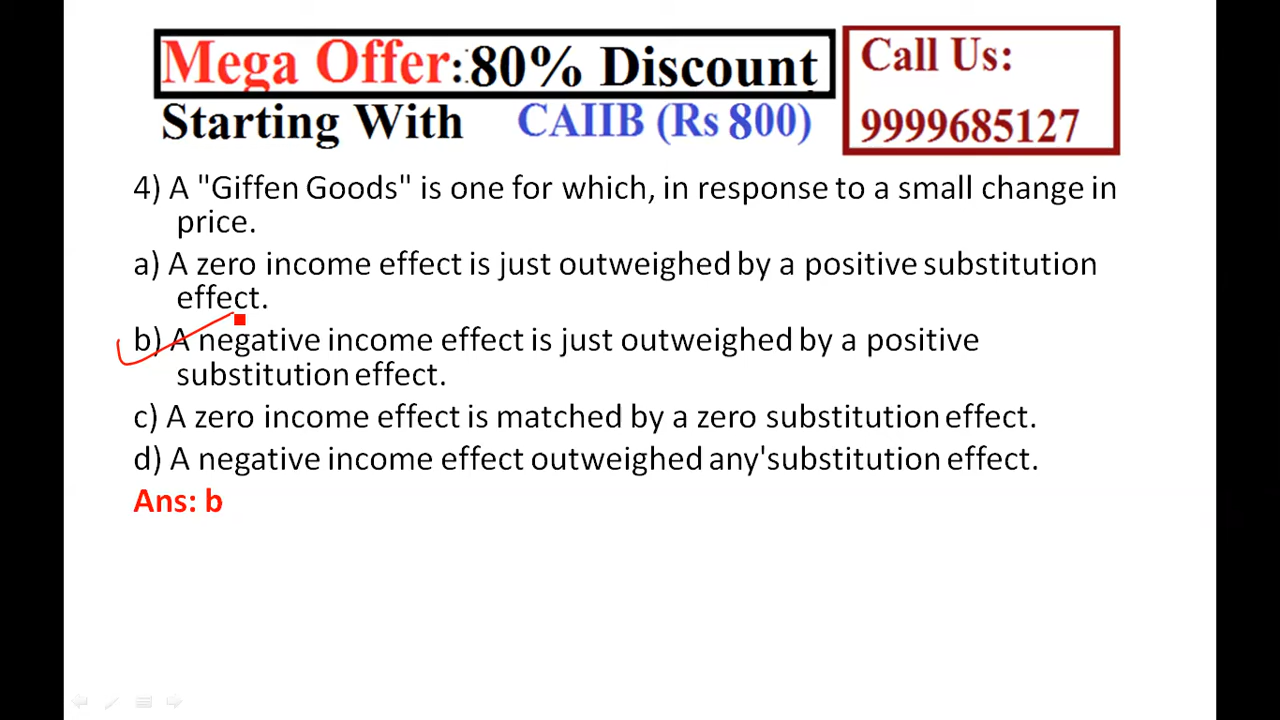 Mega Offer: 80% Discount
Call Us:
Starting With CAIIB (Rs 800)
9999685127
4) A "Giffen Goods" is one for which, in response to a small change in
price.
a) A zero income effect is just outweighed by a positive substitution
effect.
b) A negative income effect is just outweighed by a positive
substitution effect.
c) A zero income effect is matched by a zero substitution effect.
d) A negative income effect outweighed any'substitution effect.
Ans: b